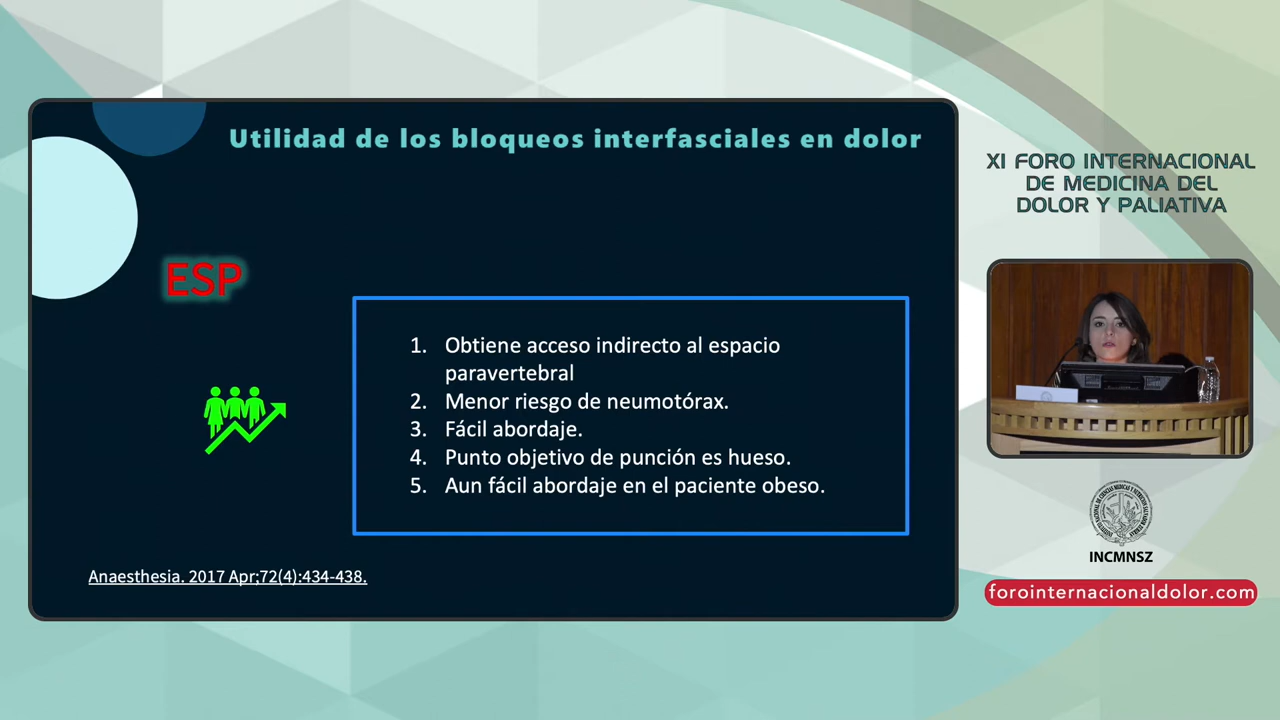 Utilidad de los bloqueos interfasciales en dolor
ESP
1. Obtiene acceso indirecto al espacio
paravertebral
2. Menor riesgo de neumotórax.
3. Fácil abordaje.
4. Punto objetivo de punción es hueso.
5. Aun fácil abordaje en el paciente obeso.
Anaesthesia. 2017 Apr;72(4):434-438.
XI FORO INTERNACIONAL
DE MEDICINA DEL
DOLOR Y PALIATIVA
INCMNSZ
forointernacionaldolor.com